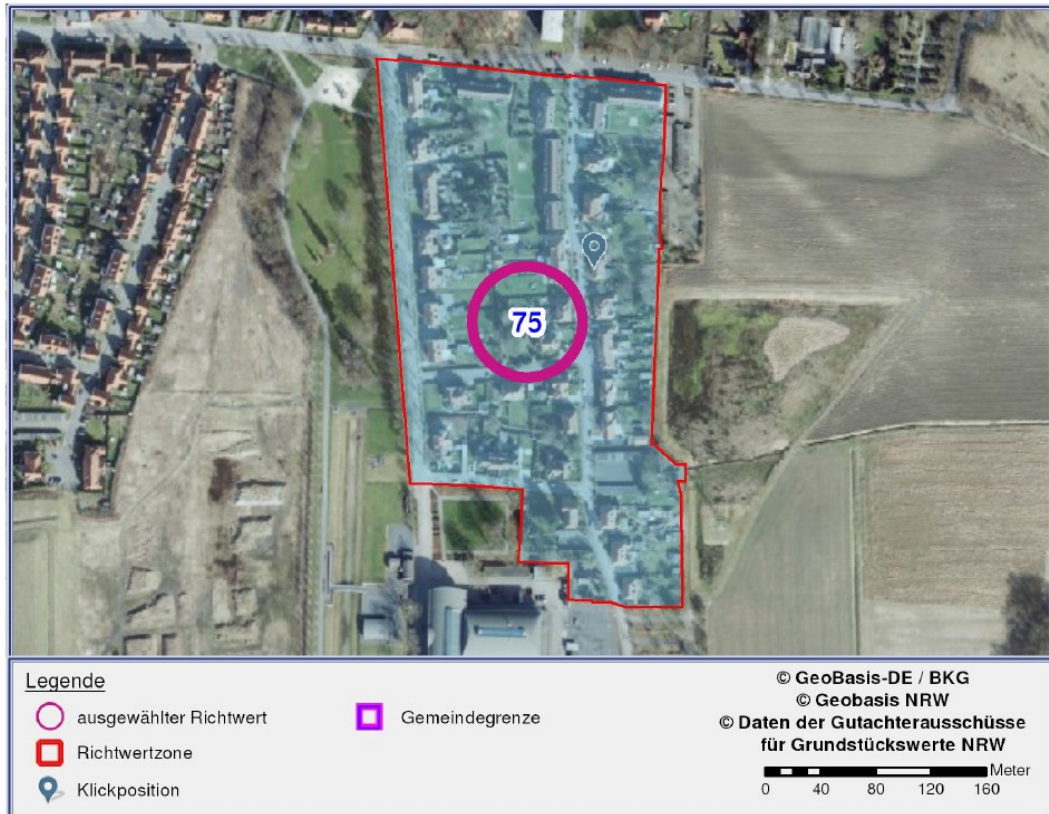 75
Legende
ausgewählter Richtwert
Gemeindegrenze
Richtwertzone
Klickposition
© GeoBasis-DE / BKG
© Geobasis NRW
© Daten der Gutachterausschüsse
für Grundstückswerte NRW
Meter
0 40 80 120 160